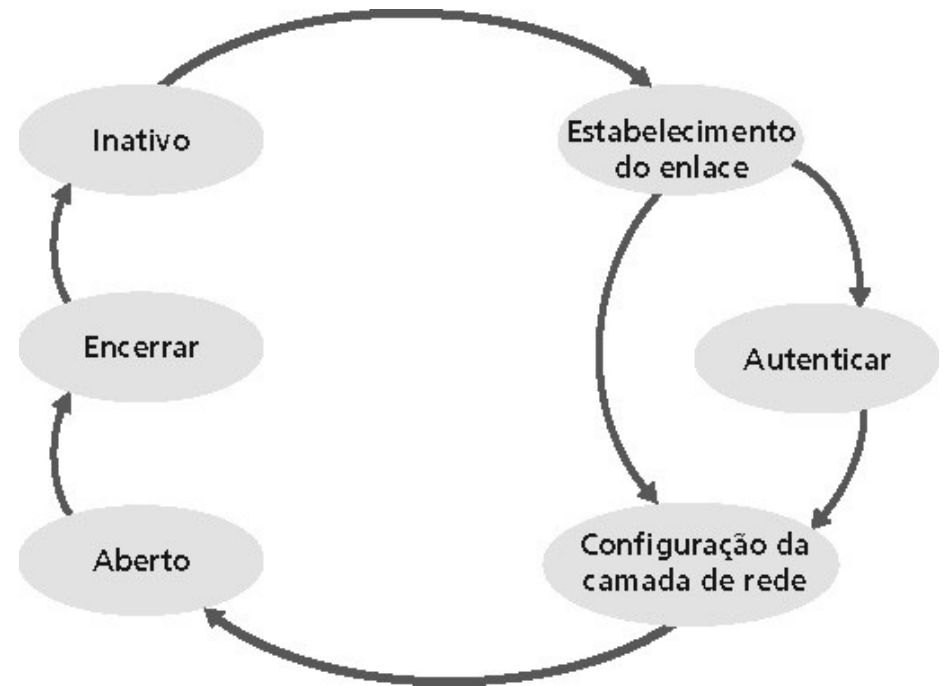 Inativo
Estabelecimento
do enlace
Encerrar
Autenticar
Aberto
Configuração da
camada de rede